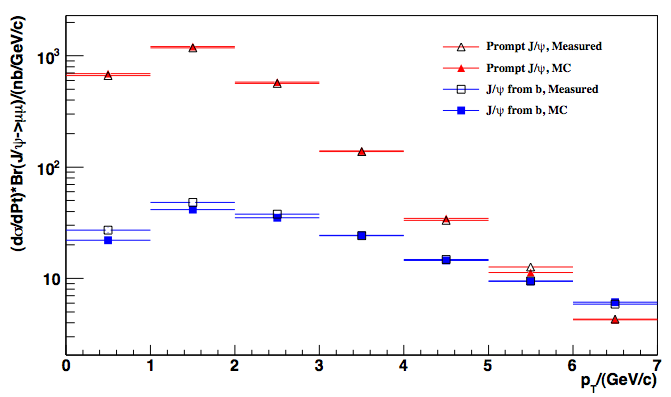 (dσ/dPt)*Br(J/ψ->μμ)/(nb/GeV/c)
10³
10²
10
Prompt J/ψ, Measured
Prompt J/ψ, MC
J/ψ from b, Measured
J/ψ from b, MC
0 1 2 3 4 5 6 7
p_T/(GeV/c)